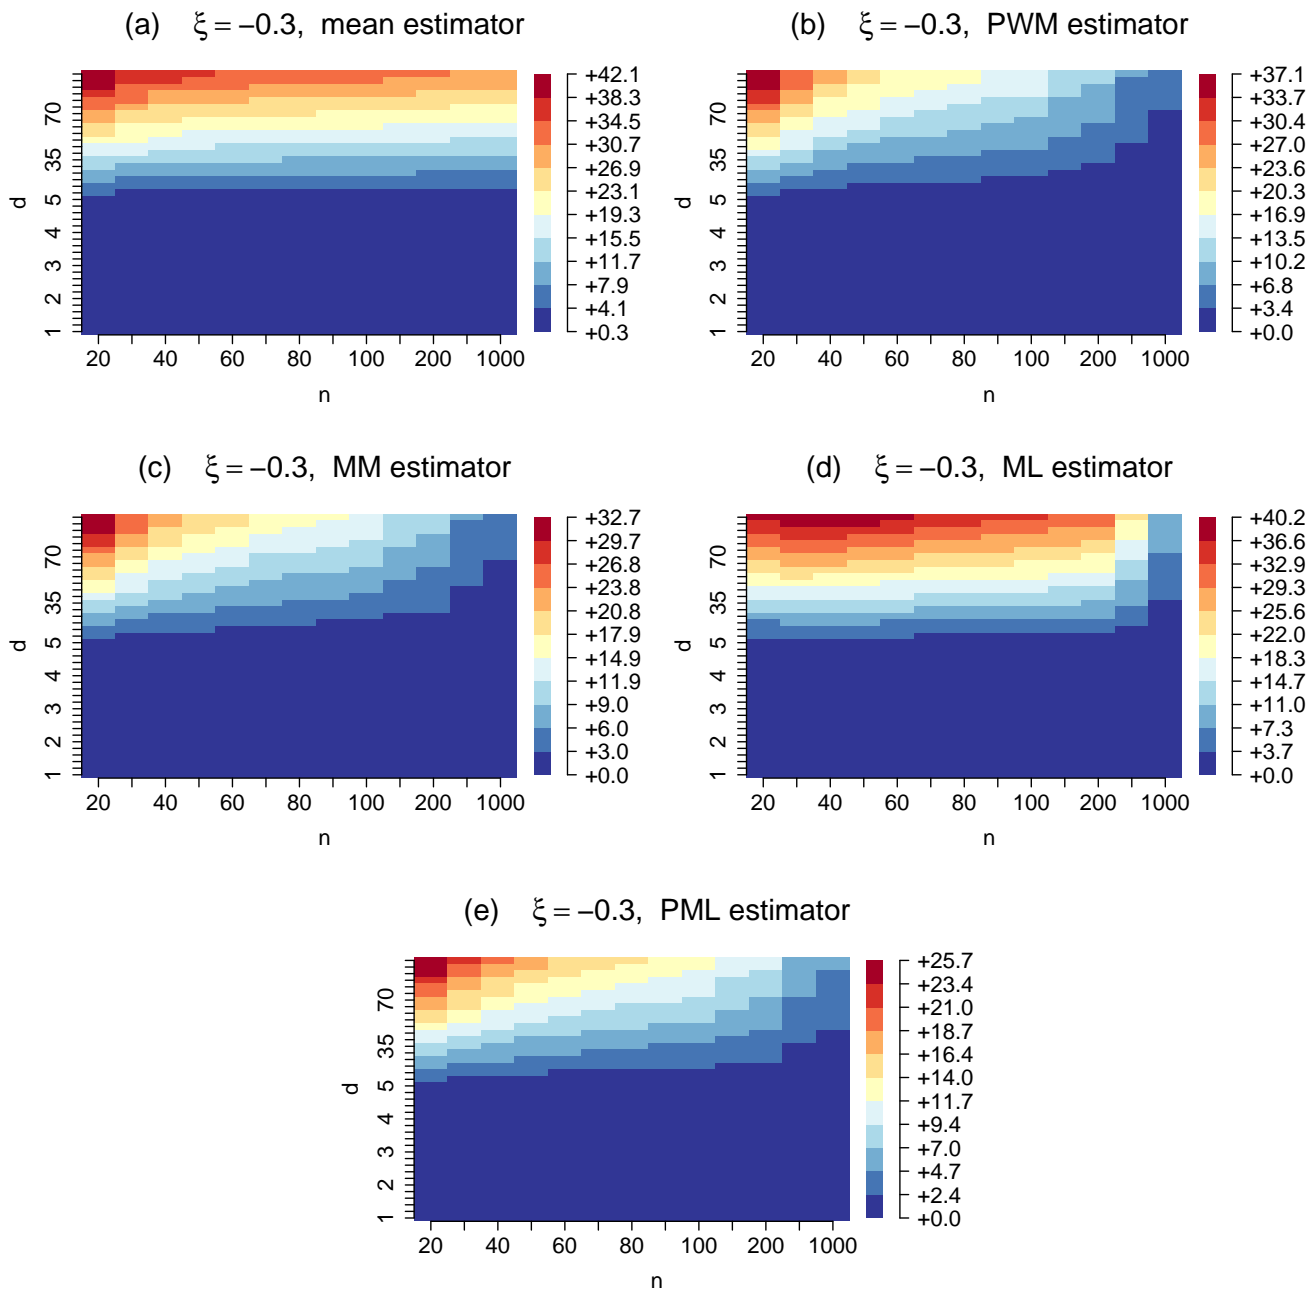 (a) ξ = −0.3, mean estimator
d
1 2 3 4 5 35 70
20 40 60 80 100 200 1000
n
+42.1
+38.3
+34.5
+30.7
+26.9
+23.1
+19.3
+15.5
+11.7
+7.9
+4.1
+0.3
(b) ξ = −0.3, PWM estimator
d
1 2 3 4 5 35 70
20 40 60 80 100 200 1000
n
+37.1
+33.7
+30.4
+27.0
+23.6
+20.3
+16.9
+13.5
+10.2
+6.8
+3.4
+0.0
(c) ξ = −0.3, MM estimator
d
1 2 3 4 5 35 70
20 40 60 80 100 200 1000
n
+32.7
+29.7
+26.8
+23.8
+20.8
+17.9
+14.9
+11.9
+9.0
+6.0
+3.0
+0.0
(d) ξ = −0.3, ML estimator
d
1 2 3 4 5 35 70
20 40 60 80 100 200 1000
n
+40.2
+36.6
+32.9
+29.3
+25.6
+22.0
+18.3
+14.7
+11.0
+7.3
+3.7
+0.0
(e) ξ = −0.3, PML estimator
d
1 2 3 4 5 35 70
20 40 60 80 100 200 1000
n
+25.7
+23.4
+21.0
+18.7
+16.4
+14.0
+11.7
+9.4
+7.0
+4.7
+2.4
+0.0